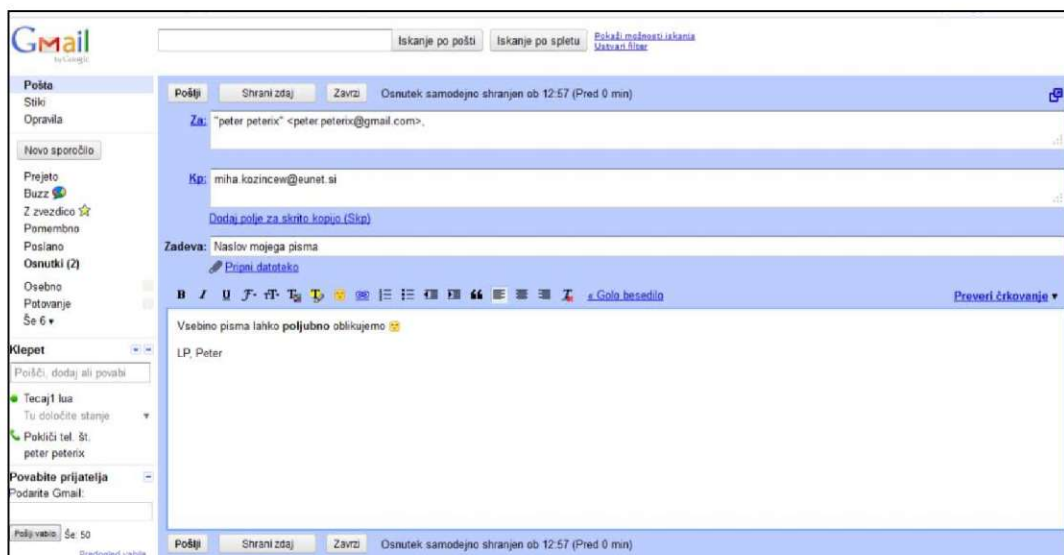 Gmail
by Google
Iskanje po pošti
Iskanje po spletu
Pokaži možnosti iskanja
Ustvari filter
Pošta
Stiki
Opravila
Novo sporočilo
Prejeto
Buzz
Z zvezdico
Pomembno
Poslano
Osnutki (2)
Osebno
Potovanje
Še 6 ▾
Klepet
Poišči, dodaj ali povabi
Tecaj1 lua
Tu določite stanje
Pokliči tel. št.
peter peterix
Povabite prijatelja
Podarite Gmail:
Pošlji vabilo Še: 50
Predogled vabila
Pošlji Shrani zdaj Zavrzi Osnutek samodejno shranjen ob 12:57 (Pred 0 min)
Za: "peter peterix" <peter.peterix@gmail.com>,
Kp: miha.kozincew@eunet.si
Dodaj polje za skrito kopijo (Skp)
Zadeva: Naslov mojega pisma
Pripni datoteko
B I U « Golo besedilo Preveri črkovanje ▾
Vsebino pisma lahko poljubno oblikujemo
LP, Peter
Pošlji Shrani zdaj Zavrzi Osnutek samodejno shranjen ob 12:57 (Pred 0 min)